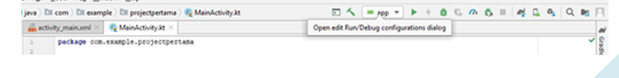 java com example projectpertama MainActivity.kt app
activity_main.xml MainActivity.kt Open edit Run/Debug configurations dialog
1 package com.example.projectpertama
2